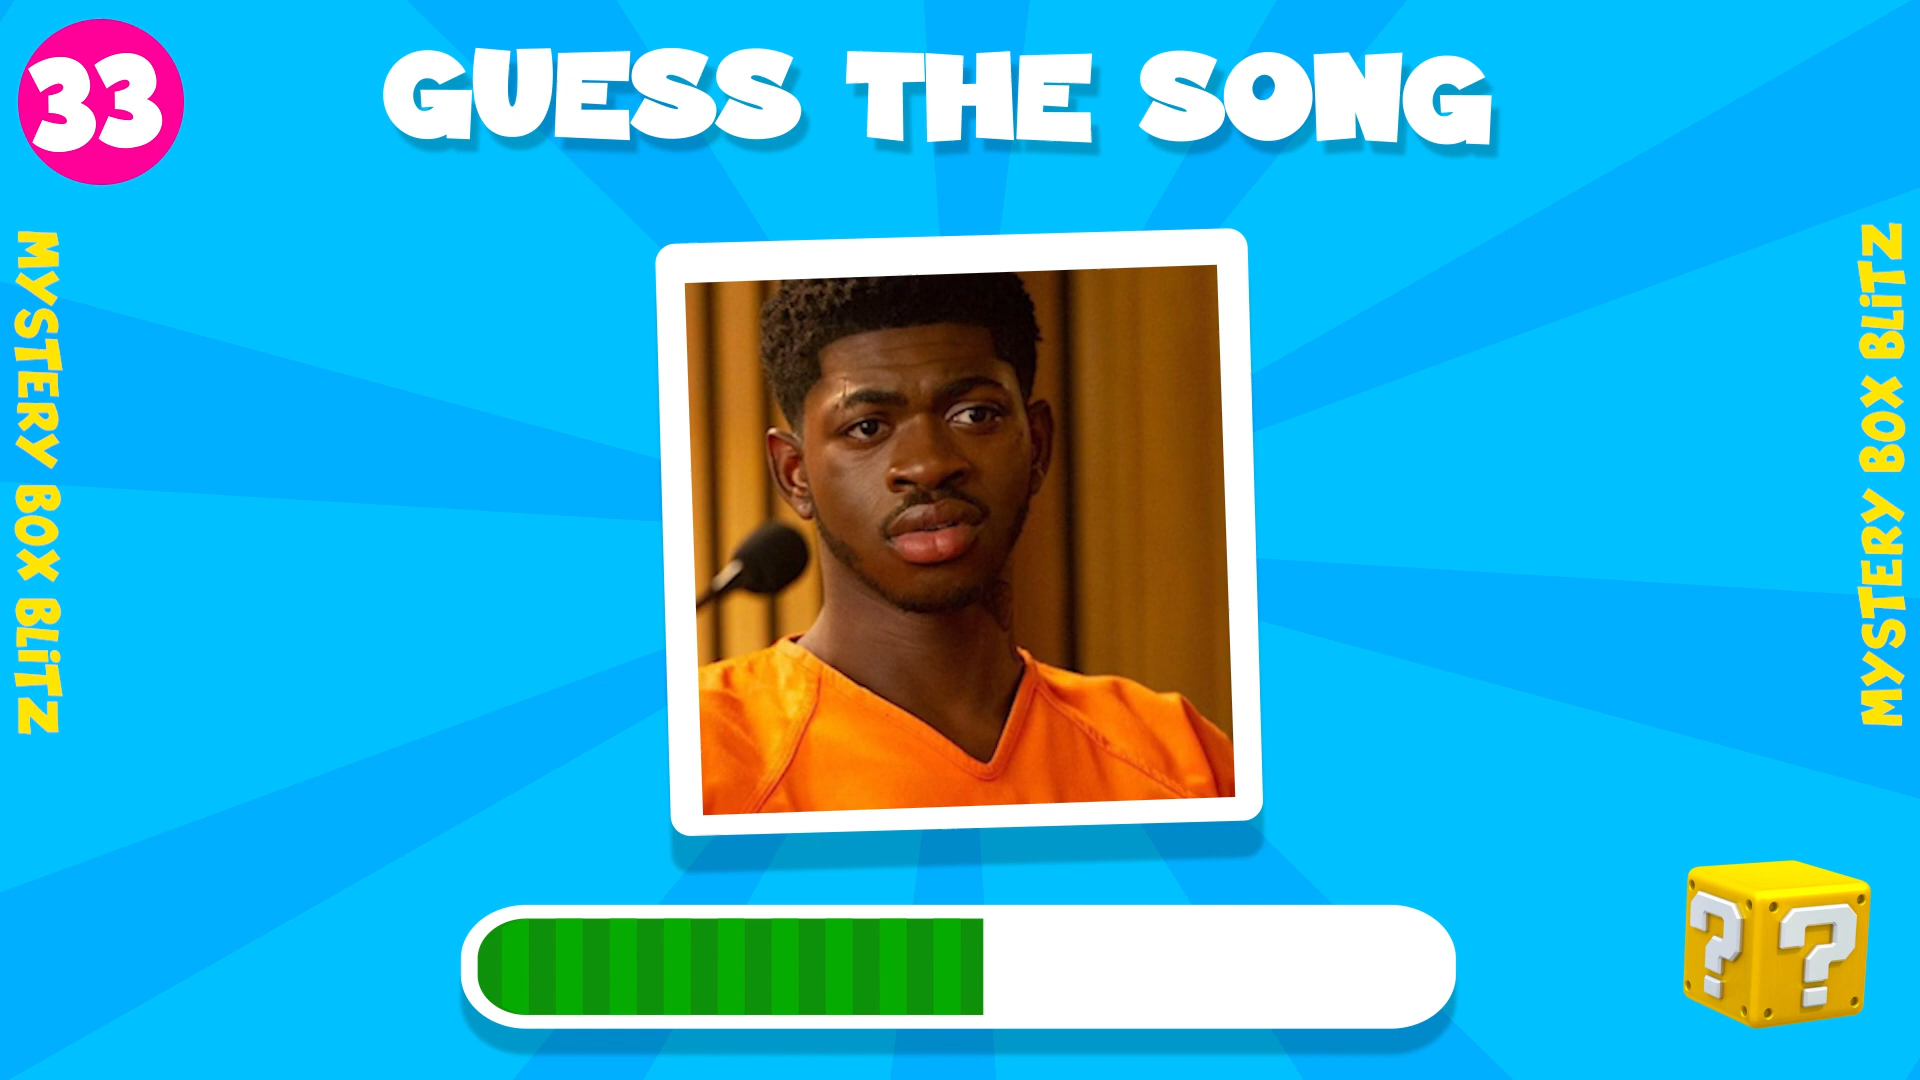 33
GUESS THE SONG
MYSTERY BOX BLiTZ
MYSTERY BOX BLiTZ
? ?